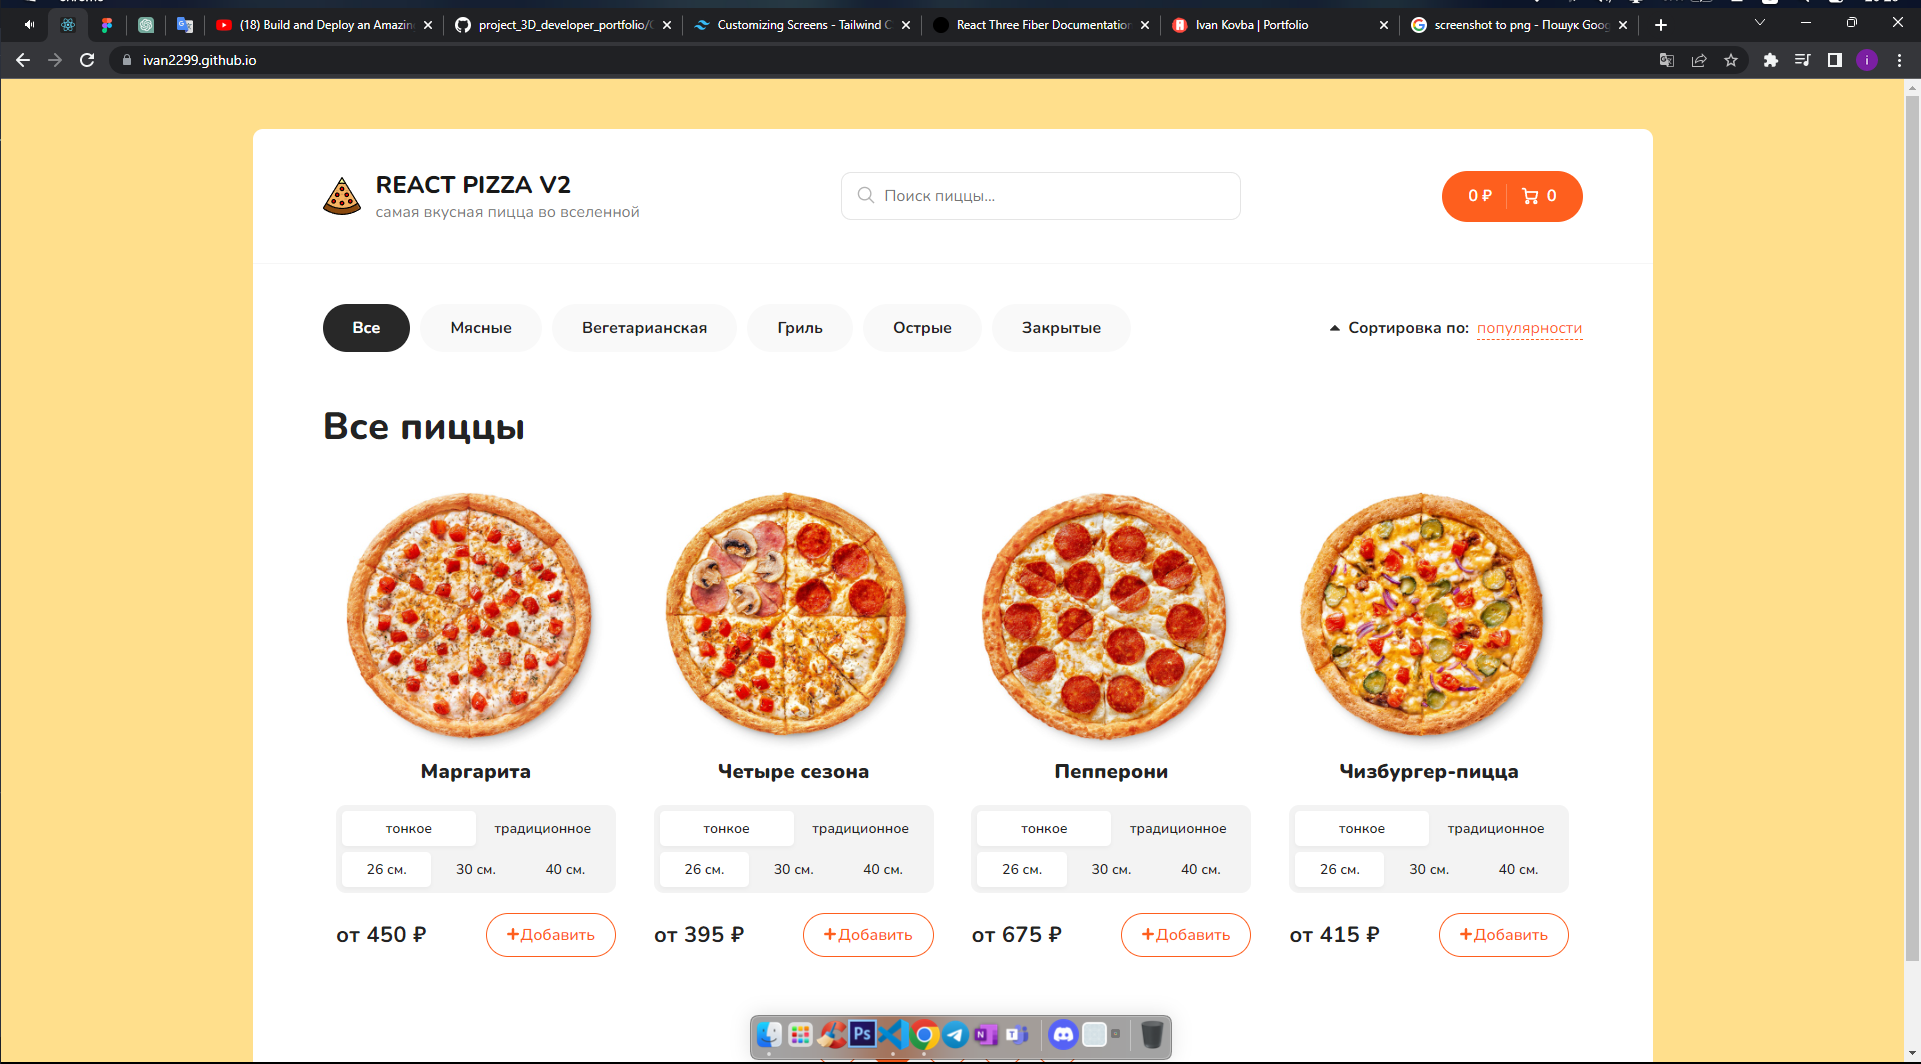 (18) Build and Deploy an Amazin
project_3D_developer_portfolio/
Customizing Screens - Tailwind C
React Three Fiber Documentation
Ivan Kovba | Portfolio
screenshot to png - Пошук Goog
ivan2299.github.io
i
REACT PIZZA V2
самая вкусная пицца во вселенной
Поиск пиццы...
0 ₽ 0
Все Мясные Вегетарианская Гриль Острые Закрытые
Сортировка по: популярности
Все пиццы
Маргарита Четыре сезона Пепперони Чизбургер-пицца
тонкое традиционное тонкое традиционное тонкое традиционное тонкое традиционное
26 см. 30 см. 40 см. 26 см. 30 см. 40 см. 26 см. 30 см. 40 см. 26 см. 30 см. 40 см.
от 450 ₽ +Добавить от 395 ₽ +Добавить от 675 ₽ +Добавить от 415 ₽ +Добавить
Ps